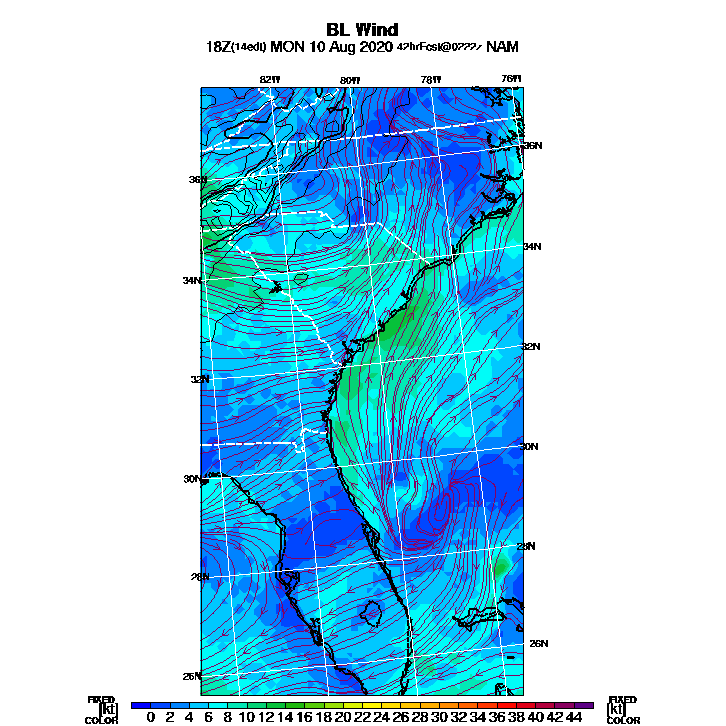 BL Wind
18Z(14edt) MON 10 Aug 2020 42hrFcst@0222z NAM
82W 80W 78W 76W
36N
36N
34N
34N
32N
32N
30N
30N
28N
28N
26N
26N
FIXED FIXED
[kt] 0 2 4 6 8 10 12 14 16 18 20 22 24 26 28 30 32 34 36 38 40 42 44 [kt]
COLOR COLOR